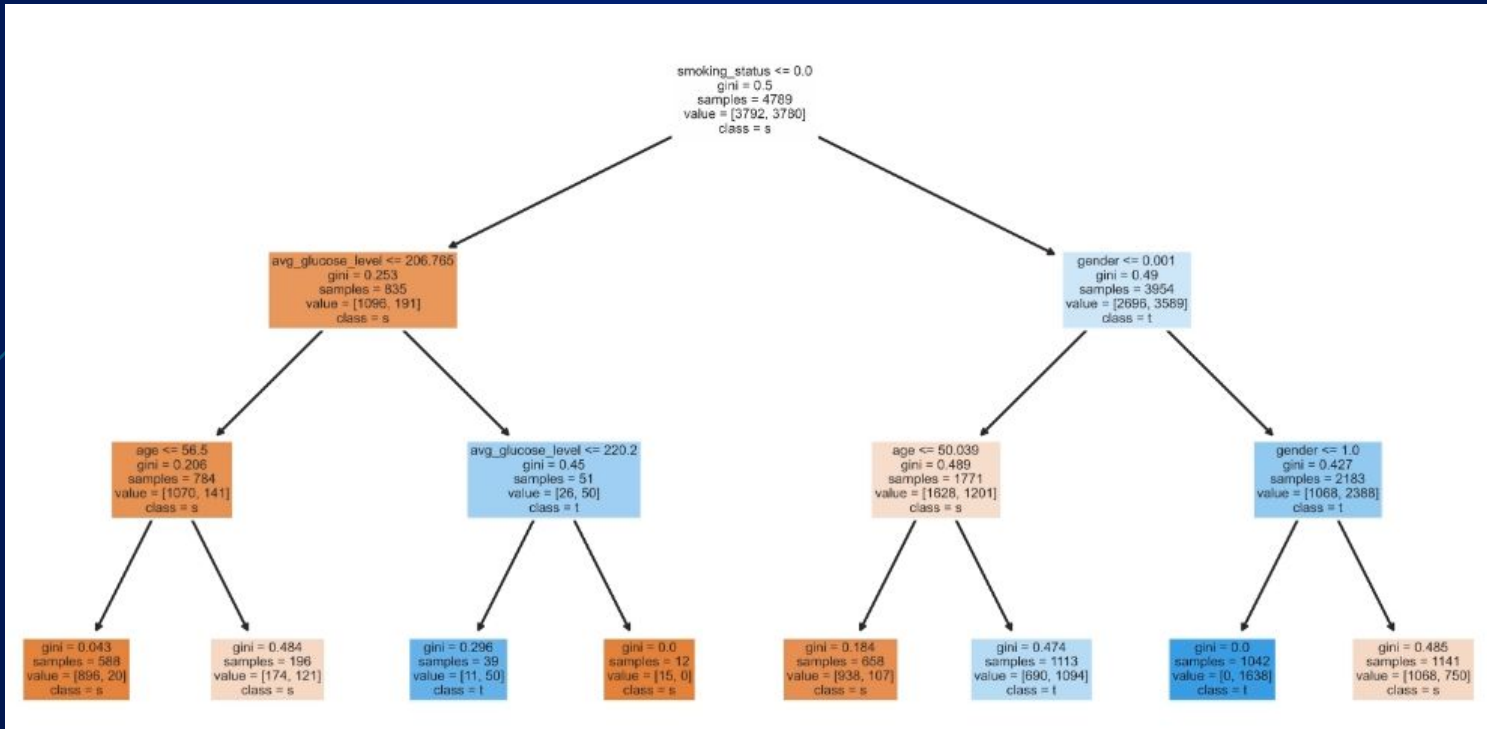 smoking_status <= 0.0
gini = 0.5
samples = 4789
value = [3792, 3780]
class = s
avg_glucose_level <= 206.765
gini = 0.253
samples = 835
value = [1096, 191]
class = s
gender <= 0.001
gini = 0.49
samples = 3954
value = [2696, 3589]
class = t
age <= 56.5
gini = 0.206
samples = 784
value = [1070, 141]
class = s
avg_glucose_level <= 220.2
gini = 0.45
samples = 51
value = [26, 50]
class = t
age <= 50.039
gini = 0.489
samples = 1771
value = [1628, 1201]
class = s
gender <= 1.0
gini = 0.427
samples = 2183
value = [1068, 2388]
class = t
gini = 0.043
samples = 588
value = [896, 20]
class = s
gini = 0.484
samples = 196
value = [174, 121]
class = s
gini = 0.296
samples = 39
value = [11, 50]
class = t
gini = 0.0
samples = 12
value = [15, 0]
class = s
gini = 0.184
samples = 658
value = [938, 107]
class = s
gini = 0.474
samples = 1113
value = [690, 1094]
class = t
gini = 0.0
samples = 1042
value = [0, 1638]
class = t
gini = 0.485
samples = 1141
value = [1068, 750]
class = s